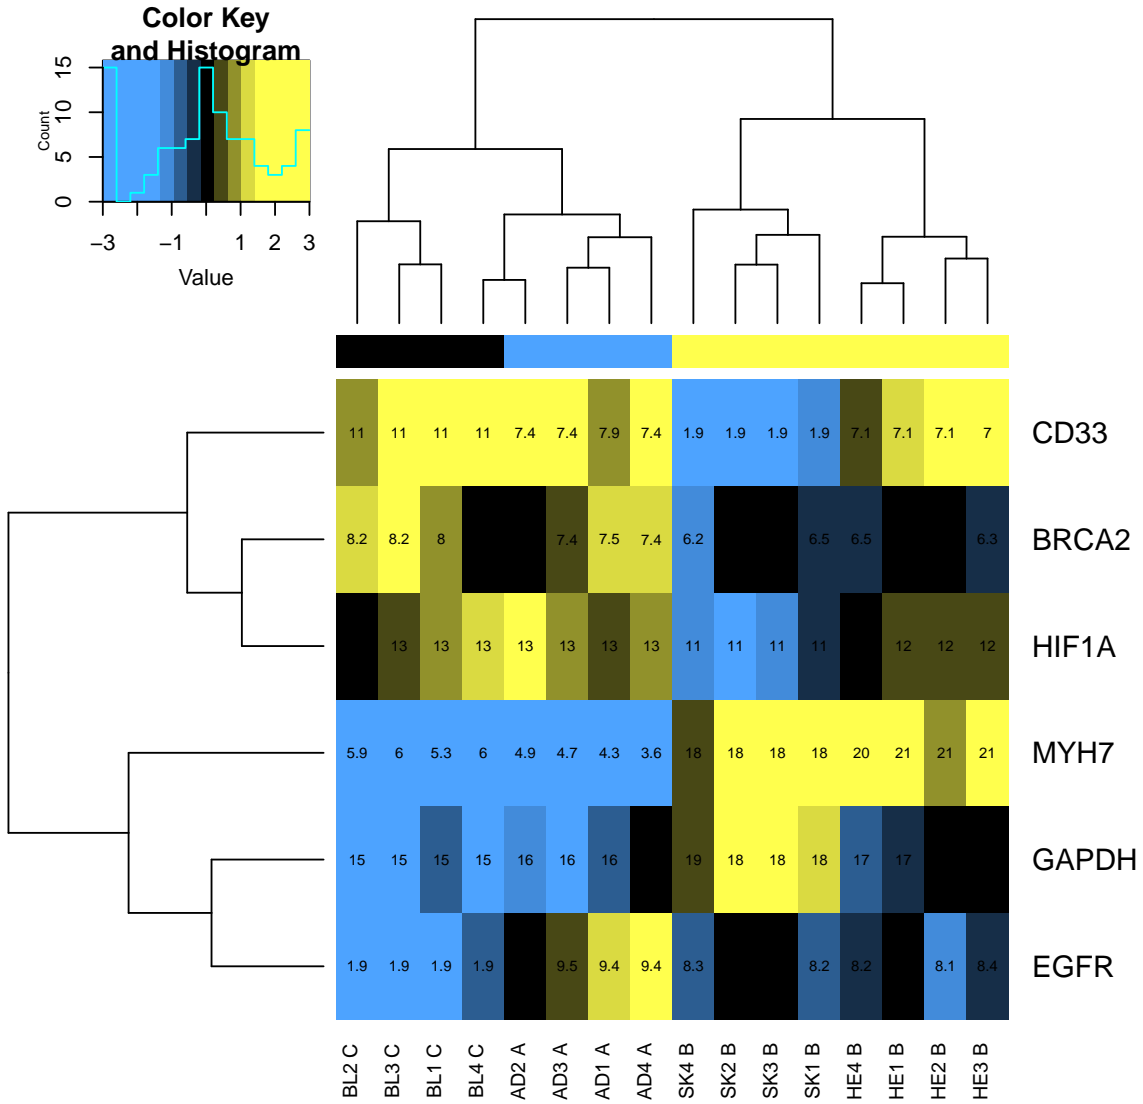 Color Key
and Histogram
Count
0 5 10 15
−3 −1 1 2 3
Value
11 11 11 11 7.4 7.4 7.9 7.4 1.9 1.9 1.9 1.9 7.1 7.1 7.1 7 CD33
8.2 8.2 8 7.4 7.5 7.4 6.2 6.5 6.5 6.3 BRCA2
13 13 13 13 13 13 13 11 11 11 11 12 12 12 HIF1A
5.9 6 5.3 6 4.9 4.7 4.3 3.6 18 18 18 18 20 21 21 21 MYH7
15 15 15 15 16 16 16 19 18 18 18 17 17 GAPDH
1.9 1.9 1.9 1.9 9.5 9.4 9.4 8.3 8.2 8.2 8.1 8.4 EGFR
BL2 C BL3 C BL1 C BL4 C AD2 A AD3 A AD1 A AD4 A SK4 B SK2 B SK3 B SK1 B HE4 B HE1 B HE2 B HE3 B